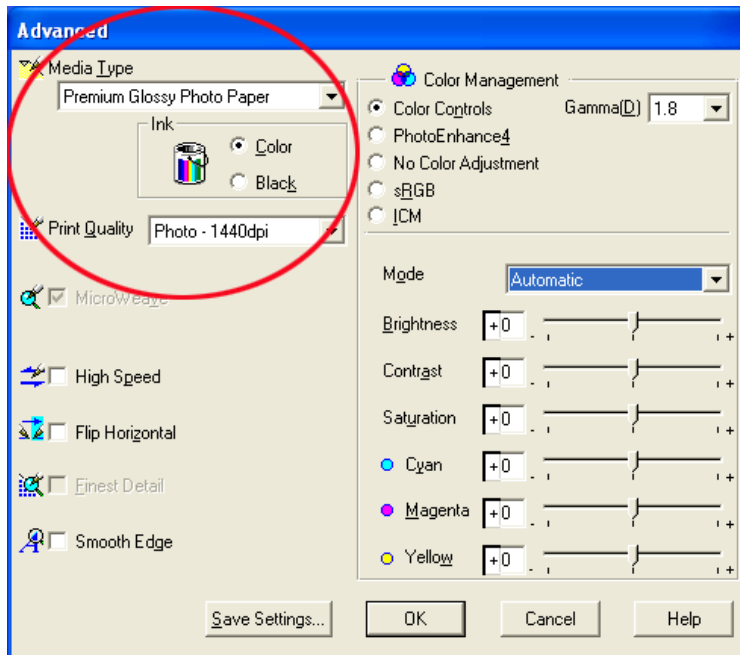 Advanced
Media Type
Premium Glossy Photo Paper
Ink
Color
Black
Print Quality
Photo - 1440dpi
MicroWeave
High Speed
Flip Horizontal
Finest Detail
Smooth Edge
Color Management
Color Controls
Gamma(D)
1.8
PhotoEnhance4
No Color Adjustment
sRGB
ICM
Mode
Automatic
Brightness +0 - +
Contrast +0 - +
Saturation +0 - +
Cyan +0 - +
Magenta +0 - +
Yellow +0 - +
Save Settings...
OK
Cancel
Help